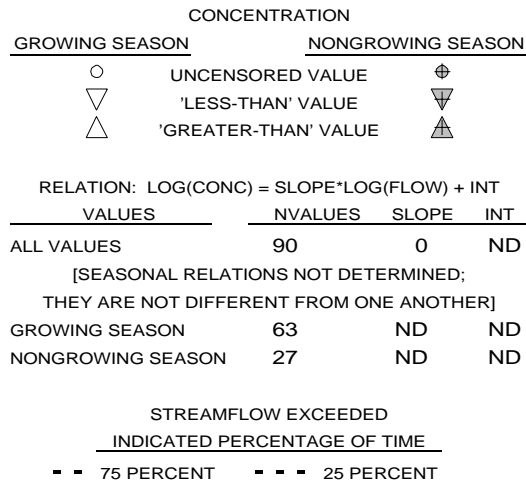 CONCENTRATION
GROWING SEASON NONGROWING SEASON
UNCENSORED VALUE
'LESS-THAN' VALUE
'GREATER-THAN' VALUE
RELATION: LOG(CONC) = SLOPE*LOG(FLOW) + INT
VALUES NVALUES SLOPE INT
ALL VALUES 90 0 ND
[SEASONAL RELATIONS NOT DETERMINED;
THEY ARE NOT DIFFERENT FROM ONE ANOTHER]
GROWING SEASON 63 ND ND
NONGROWING SEASON 27 ND ND
STREAMFLOW EXCEEDED
INDICATED PERCENTAGE OF TIME
75 PERCENT 25 PERCENT